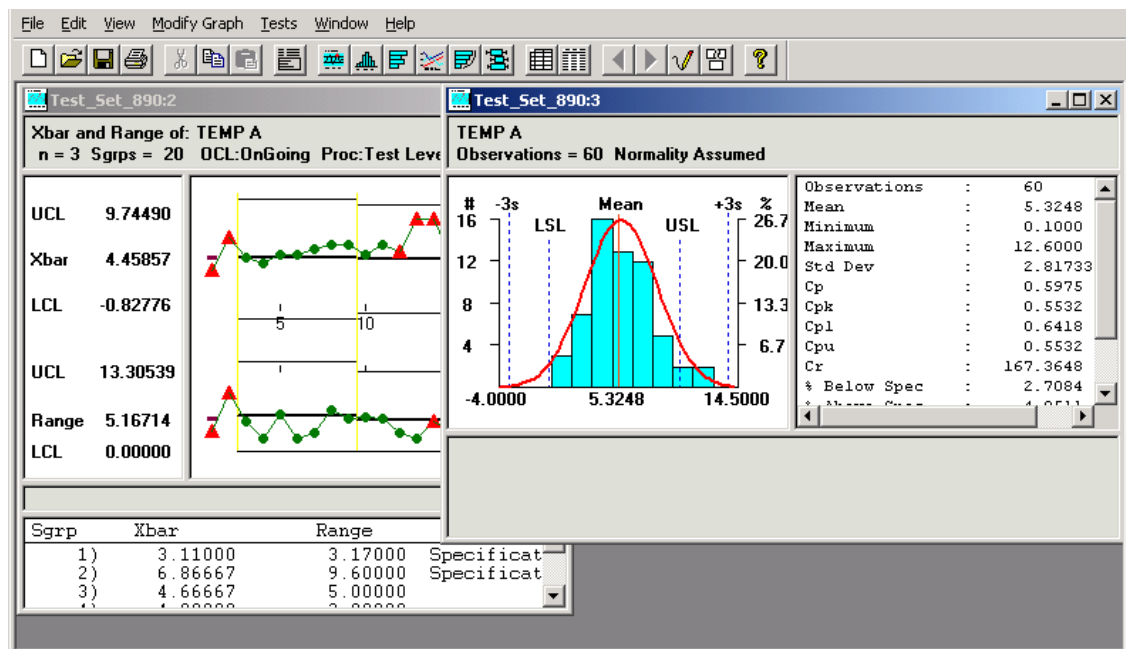 File Edit View Modify Graph Tests Window Help
Test_Set_890:2
Xbar and Range of: TEMP A
n = 3 Sgrps = 20 OCL:OnGoing Proc:Test Leve
UCL 9.74490
Xbar 4.45857
LCL -0.82776
5 10
UCL 13.30539
Range 5.16714
LCL 0.00000
Sgrp Xbar Range
1) 3.11000 3.17000 Specificat
2) 6.86667 9.60000 Specificat
3) 4.66667 5.00000
Test_Set_890:3
TEMP A
Observations = 60 Normality Assumed
# -3s Mean +3s %
16 LSL USL 26.7
12 20.0
8 13.3
4 6.7
-4.0000 5.3248 14.5000
Observations : 60
Mean : 5.3248
Minimum : 0.1000
Maximum : 12.6000
Std Dev : 2.81733
Cp : 0.5975
Cpk : 0.5532
Cpl : 0.6418
Cpu : 0.5532
Cr : 167.3648
% Below Spec : 2.7084